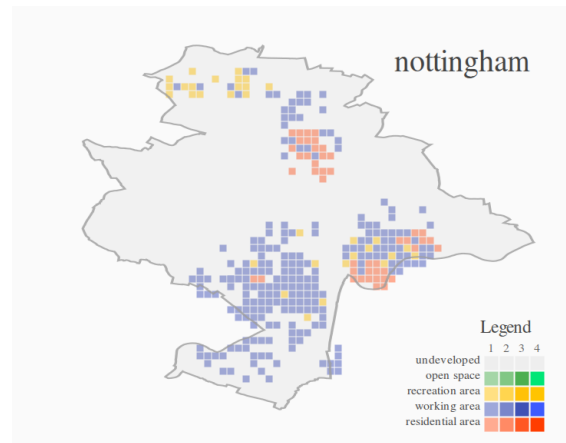 nottingham
Legend
1 2 3 4
undeveloped
open space
recreation area
working area
residential area